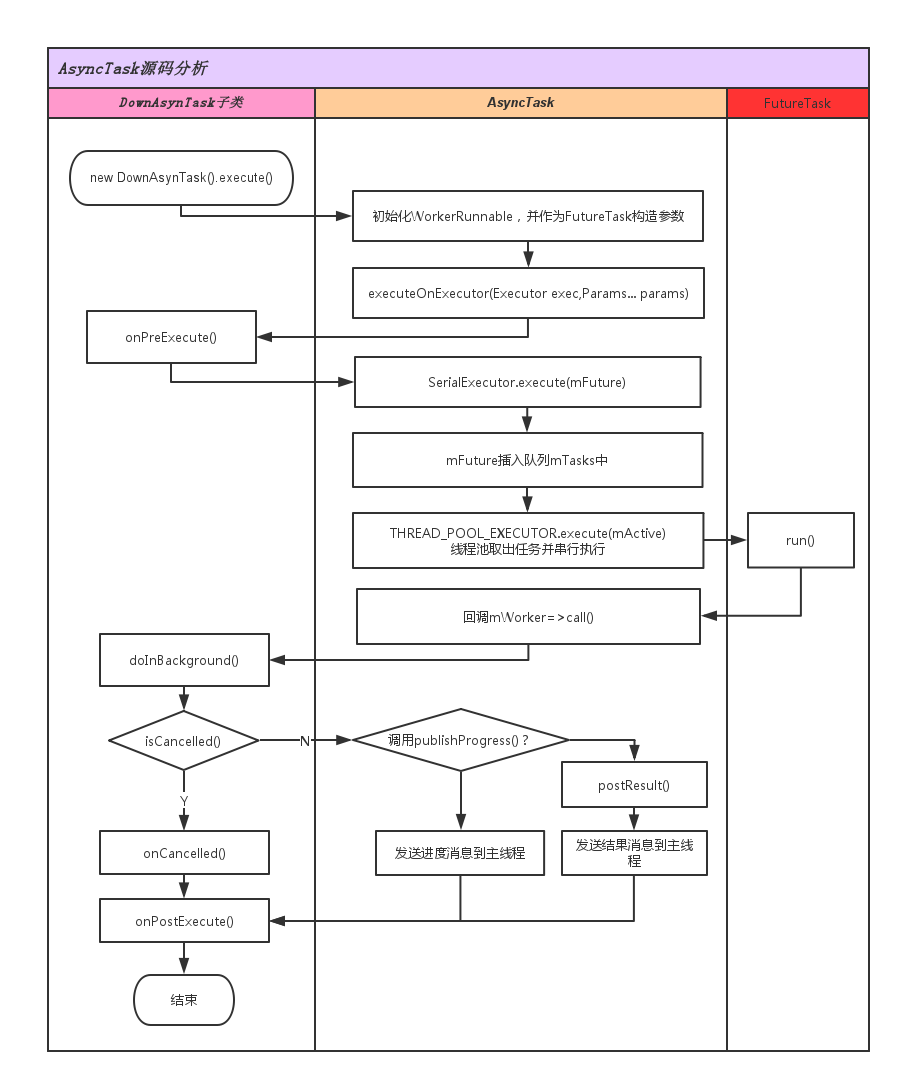 AsyncTask源码分析
DownAsynTask子类
AsyncTask
FutureTask
new DownAsynTask().execute()
初始化WorkerRunnable，并作为FutureTask构造参数
executeOnExecutor(Executor exec,Params... params)
onPreExecute()
SerialExecutor.execute(mFuture)
mFuture插入队列mTasks中
THREAD_POOL_EXECUTOR.execute(mActive)
线程池取出任务并串行执行
run()
回调mWorker=>call()
doInBackground()
isCancelled()
N
调用publishProgress()？
postResult()
Y
onCancelled()
发送进度消息到主线程
发送结果消息到主线
程
onPostExecute()
结束